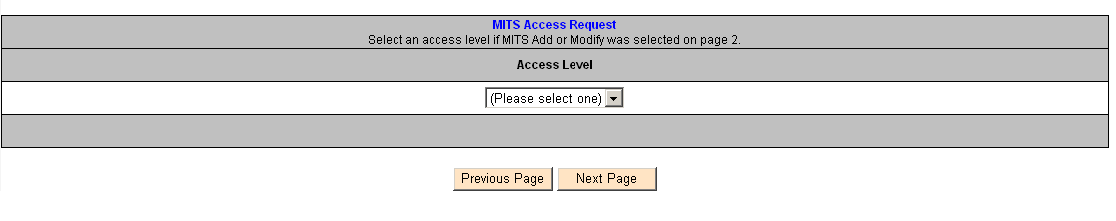 MITS Access Request
Select an access level if MITS Add or Modify was selected on page 2.
Access Level
(Please select one)
Previous Page
Next Page